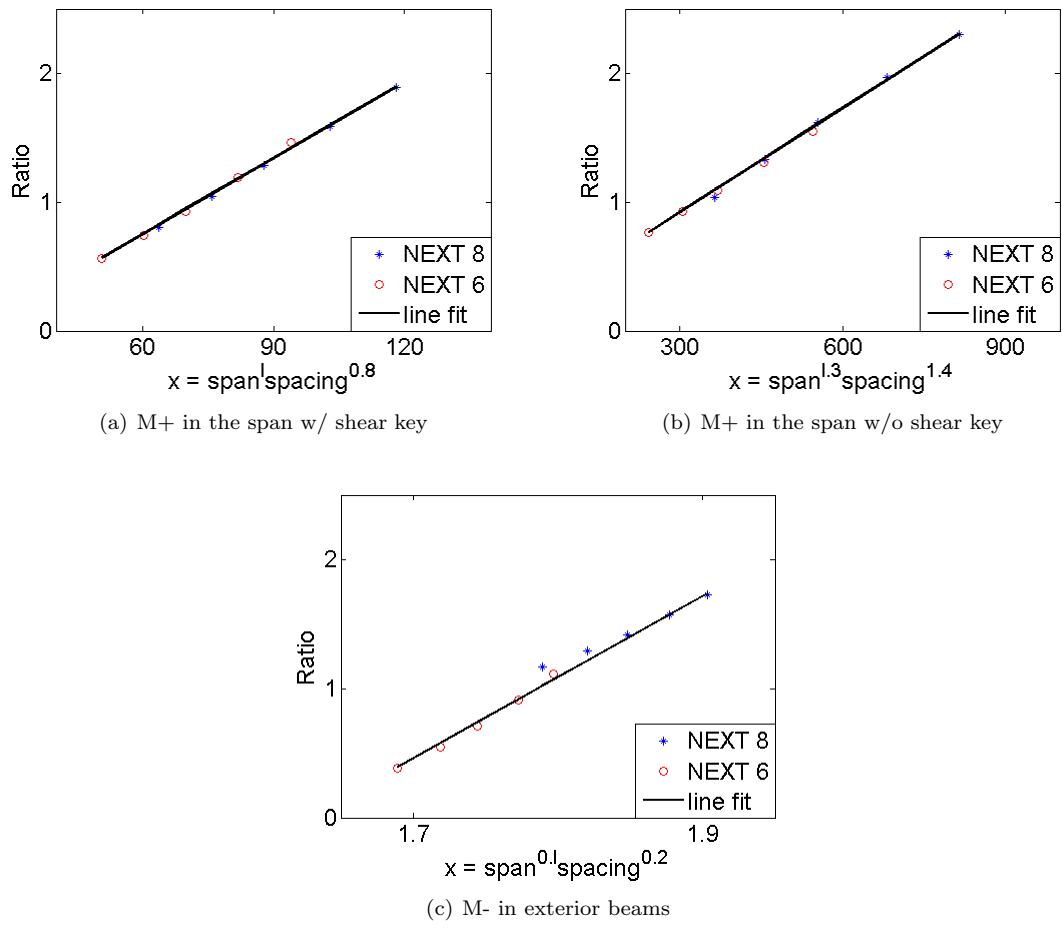 2
1
0
Ratio
60 90 120
x = span^l spacing^0.8
NEXT 8
NEXT 6
line fit
(a) M+ in the span w/ shear key
2
1
0
Ratio
300 600 900
x = span^l.3 spacing^1.4
NEXT 8
NEXT 6
line fit
(b) M+ in the span w/o shear key
2
1
0
Ratio
1.7 1.9
x = span^0.l spacing^0.2
NEXT 8
NEXT 6
line fit
(c) M- in exterior beams